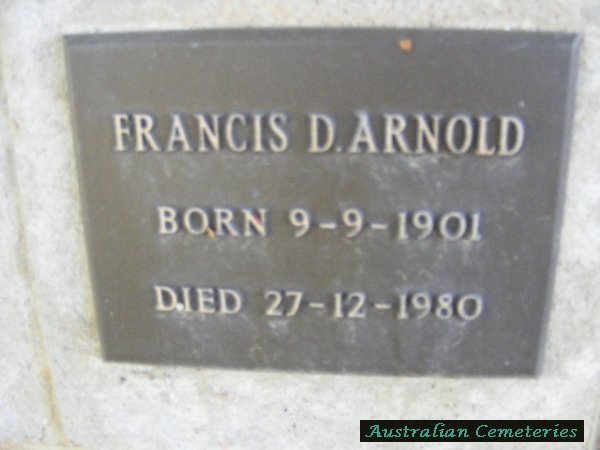 FRANCIS D. ARNOLD
BORN 9-9-1901
DIED 27-12-1980
Australian Cemeteries